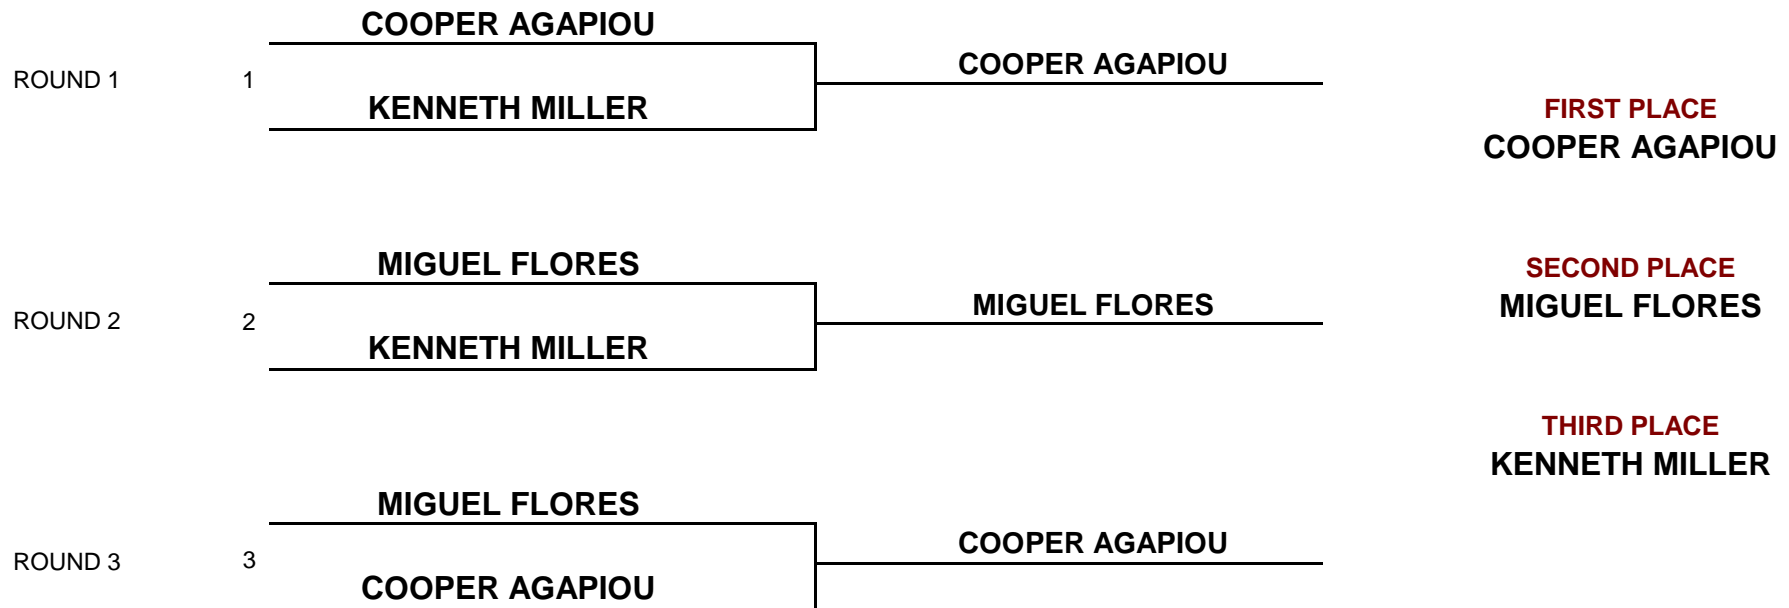 COOPER AGAPIOU
ROUND 1
1
COOPER AGAPIOU
KENNETH MILLER
FIRST PLACE
COOPER AGAPIOU
MIGUEL FLORES
ROUND 2
2
MIGUEL FLORES
KENNETH MILLER
SECOND PLACE
MIGUEL FLORES
THIRD PLACE
KENNETH MILLER
MIGUEL FLORES
ROUND 3
3
COOPER AGAPIOU
COOPER AGAPIOU